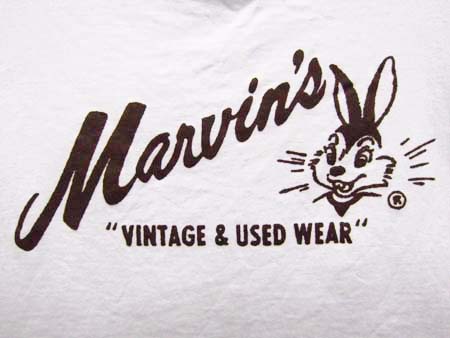 Marvin's
"VINTAGE & USED WEAR"
®